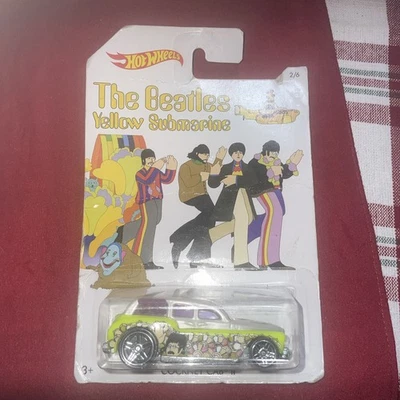 HOT WHEELS
2/6
The Beatles
Yellow Submarine
3+